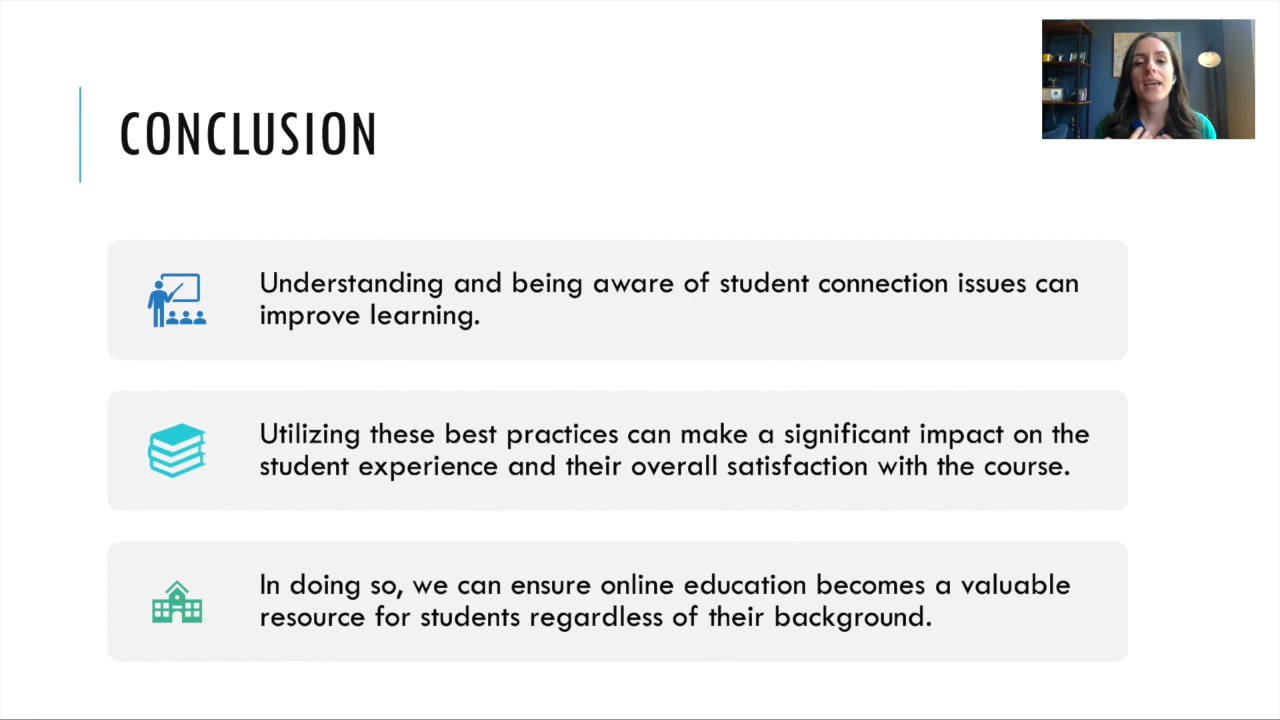 CONCLUSION
Understanding and being aware of student connection issues can
improve learning.
Utilizing these best practices can make a significant impact on the
student experience and their overall satisfaction with the course.
In doing so, we can ensure online education becomes a valuable
resource for students regardless of their background.